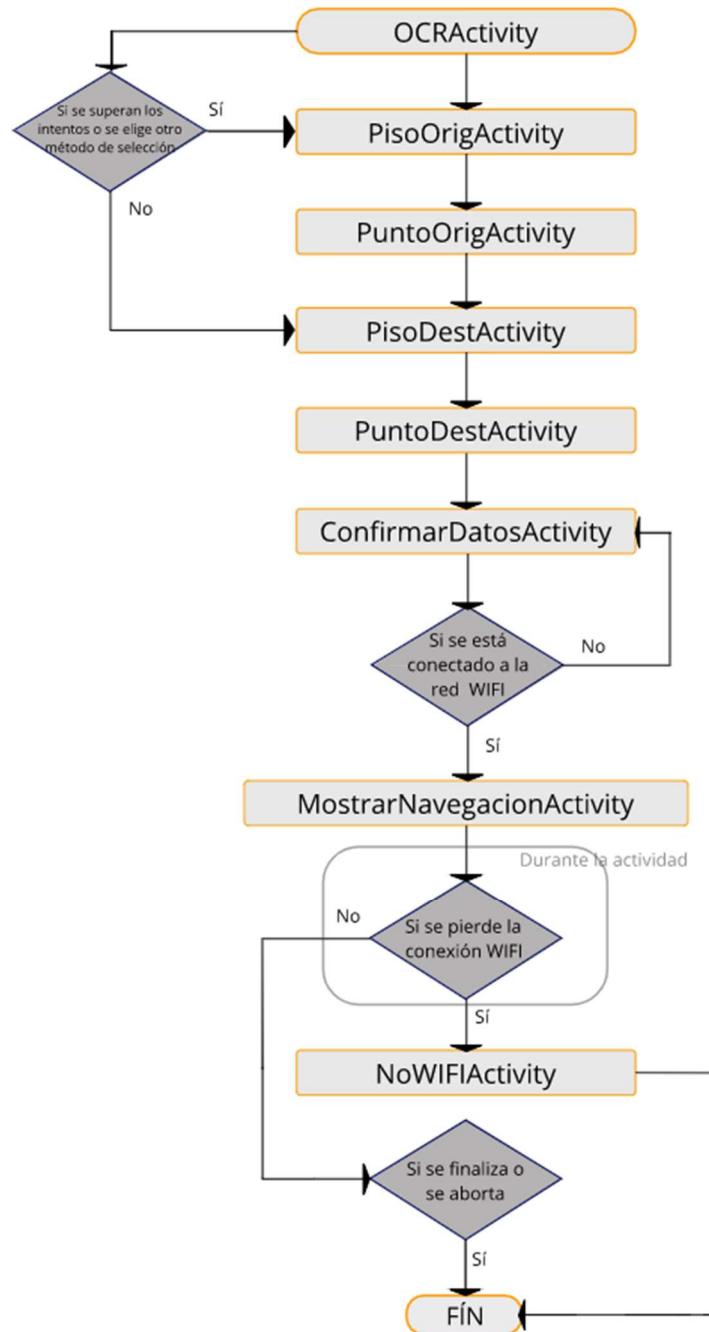 OCRActivity
Si se superan los
intentos o se elige otro
método de selección
Sí
PisoOrigActivity
No
PuntoOrigActivity
PisoDestActivity
PuntoDestActivity
ConfirmarDatosActivity
Si se está
conectado a la
red WIFI
No
Sí
MostrarNavegacionActivity
Durante la actividad
No
Si se pierde la
conexión WIFI
Sí
NoWIFIActivity
Si se finaliza o
se aborta
Sí
FÍN